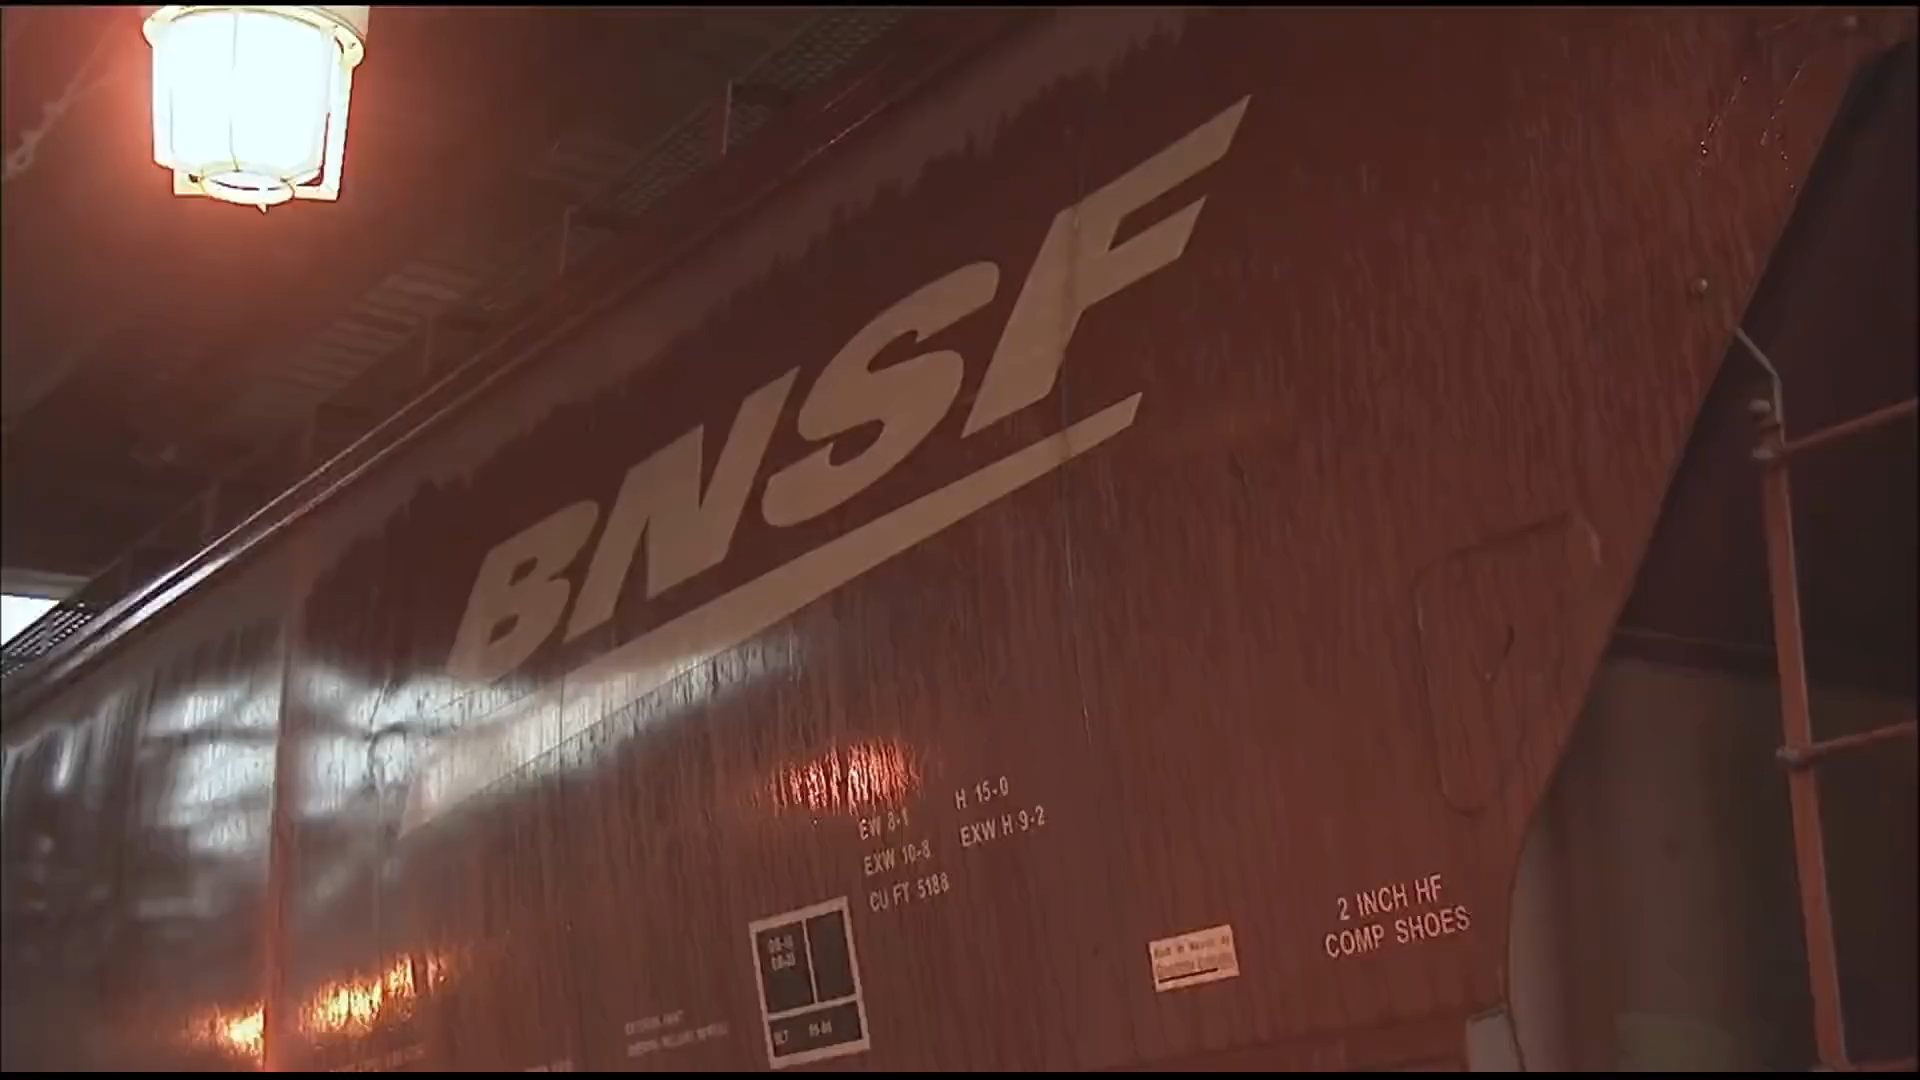 BNSF
H 15-0
EW 8-1
EXW H 9-2
EXW 10-8
CU FT 5188
2 INCH HF
COMP SHOES